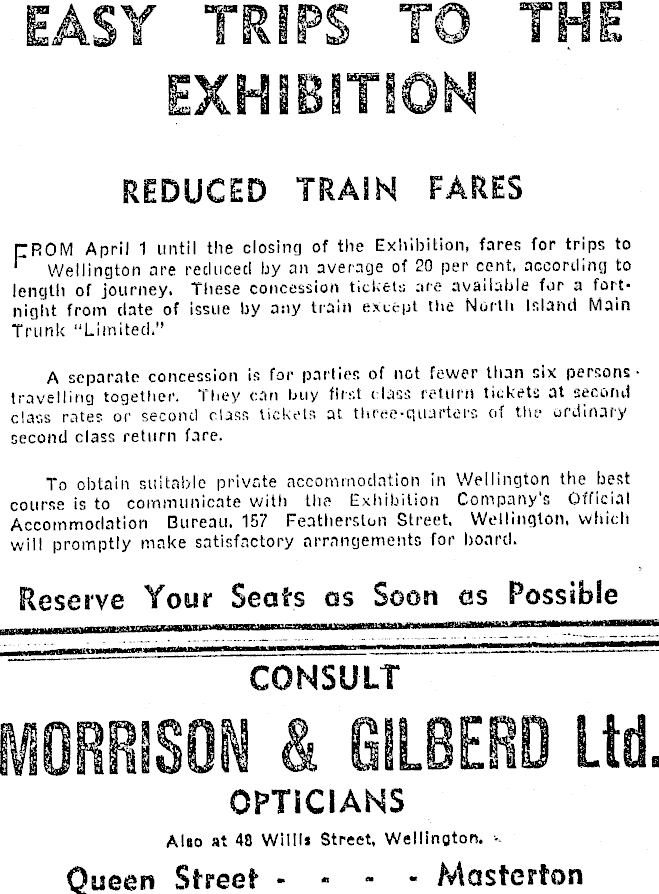 EASY TRIPS TO THE
EXHIBITION
REDUCED TRAIN FARES
FROM April 1 until the closing of the Exhibition, fares for trips to
Wellington are reduced by an average of 20 per cent, according to
length of journey. These concession tickets are available for a fort-
night from date of issue by any train except the North Island Main
Trunk "Limited."
A separate concession is for parties of not fewer than six persons
travelling together. They can buy first class return tickets at second
class rates or second class tickets at three-quarters of the ordinary
second class return fare.
To obtain suitable private accommodation in Wellington the best
course is to communicate with the Exhibition Company's Official
Accommodation Bureau, 157 Featherston Street, Wellington, which
will promptly make satisfactory arrangements for board.
Reserve Your Seats as Soon as Possible
CONSULT
MORRISON & GILBERD Ltd.
OPTICIANS
Also at 48 Willis Street, Wellington.
Queen Street - - - - Masterton